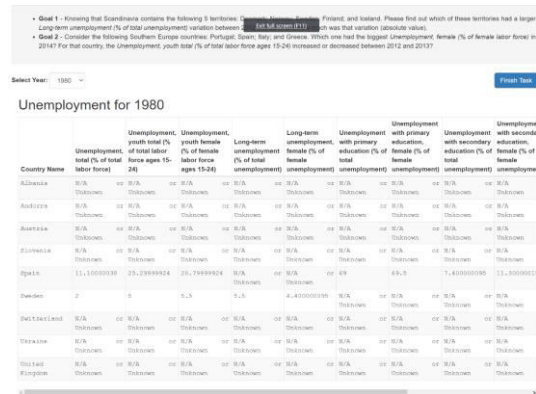 Goal 1 - Knowing that Scandinavia contains the following 5 territories: Finland; and Iceland. Please find out which of these territories had a larger
Long-term unemployment (% of total unemployment) variation between was that variation (absolute value).
Exit full screen (F11)
Goal 2 - Consider the following Southern Europe countries: Portugal; Spain; Italy; and Greece. Which one had the biggest Unemployment, female (% of female labor force) in
2014? For that country, the Unemployment, youth total (% of total labor force ages 15-24) increased or decreased between 2012 and 2013?
Select Year: 1980 Finish Task
Unemployment for 1980
Unemployment Unemployme
Unemployment, Unemployment, Long-term Unemployment with primary Unemployment with seconda
youth total (% youth female Long-term unemployment, with primary education, with secondary education,
Unemployment, of total labor (% of female unemployment female (% of education (% of female (% of education (% of female (% of
total (% of total force ages 15- labor force (% of total female total female total female
Country Name labor force) 24) ages 15-24) unemployment) unemployment) unemployment) unemployment) unemployment) unemployme
Albania N/A or N/A or N/A or N/A or N/A or N/A or N/A or N/A or N/A
Unknown Unknown Unknown Unknown Unknown Unknown Unknown Unknown Unknown
Andorra N/A or N/A or N/A or N/A or N/A or N/A or N/A or N/A or N/A
Unknown Unknown Unknown Unknown Unknown Unknown Unknown Unknown Unknown
Austria N/A or N/A or N/A or N/A or N/A or N/A or N/A or N/A or N/A
Unknown Unknown Unknown Unknown Unknown Unknown Unknown Unknown Unknown
Slovenia N/A or N/A or N/A or N/A or N/A or N/A or N/A or N/A or N/A
Unknown Unknown Unknown Unknown Unknown Unknown Unknown Unknown Unknown
Spain 11.10000038 25.29999924 N/A or N/A or 69 69.5 7.400000095
Unknown Unknown
Sweden 2 5 5.5 5.5 4.400000095 N/A or N/A or N/A or N/A
Unknown Unknown Unknown Unknown
Switzerland N/A or N/A or N/A or N/A or N/A or N/A or N/A or N/A or N/A
Unknown Unknown Unknown Unknown Unknown Unknown Unknown Unknown Unknown
Ukraine N/A or N/A or N/A or N/A or N/A or N/A or N/A or N/A or N/A
Unknown Unknown Unknown Unknown Unknown Unknown Unknown Unknown Unknown
United N/A or N/A or N/A or N/A or N/A or N/A or N/A or N/A or N/A
Kingdom Unknown Unknown Unknown Unknown Unknown Unknown Unknown Unknown Unknown